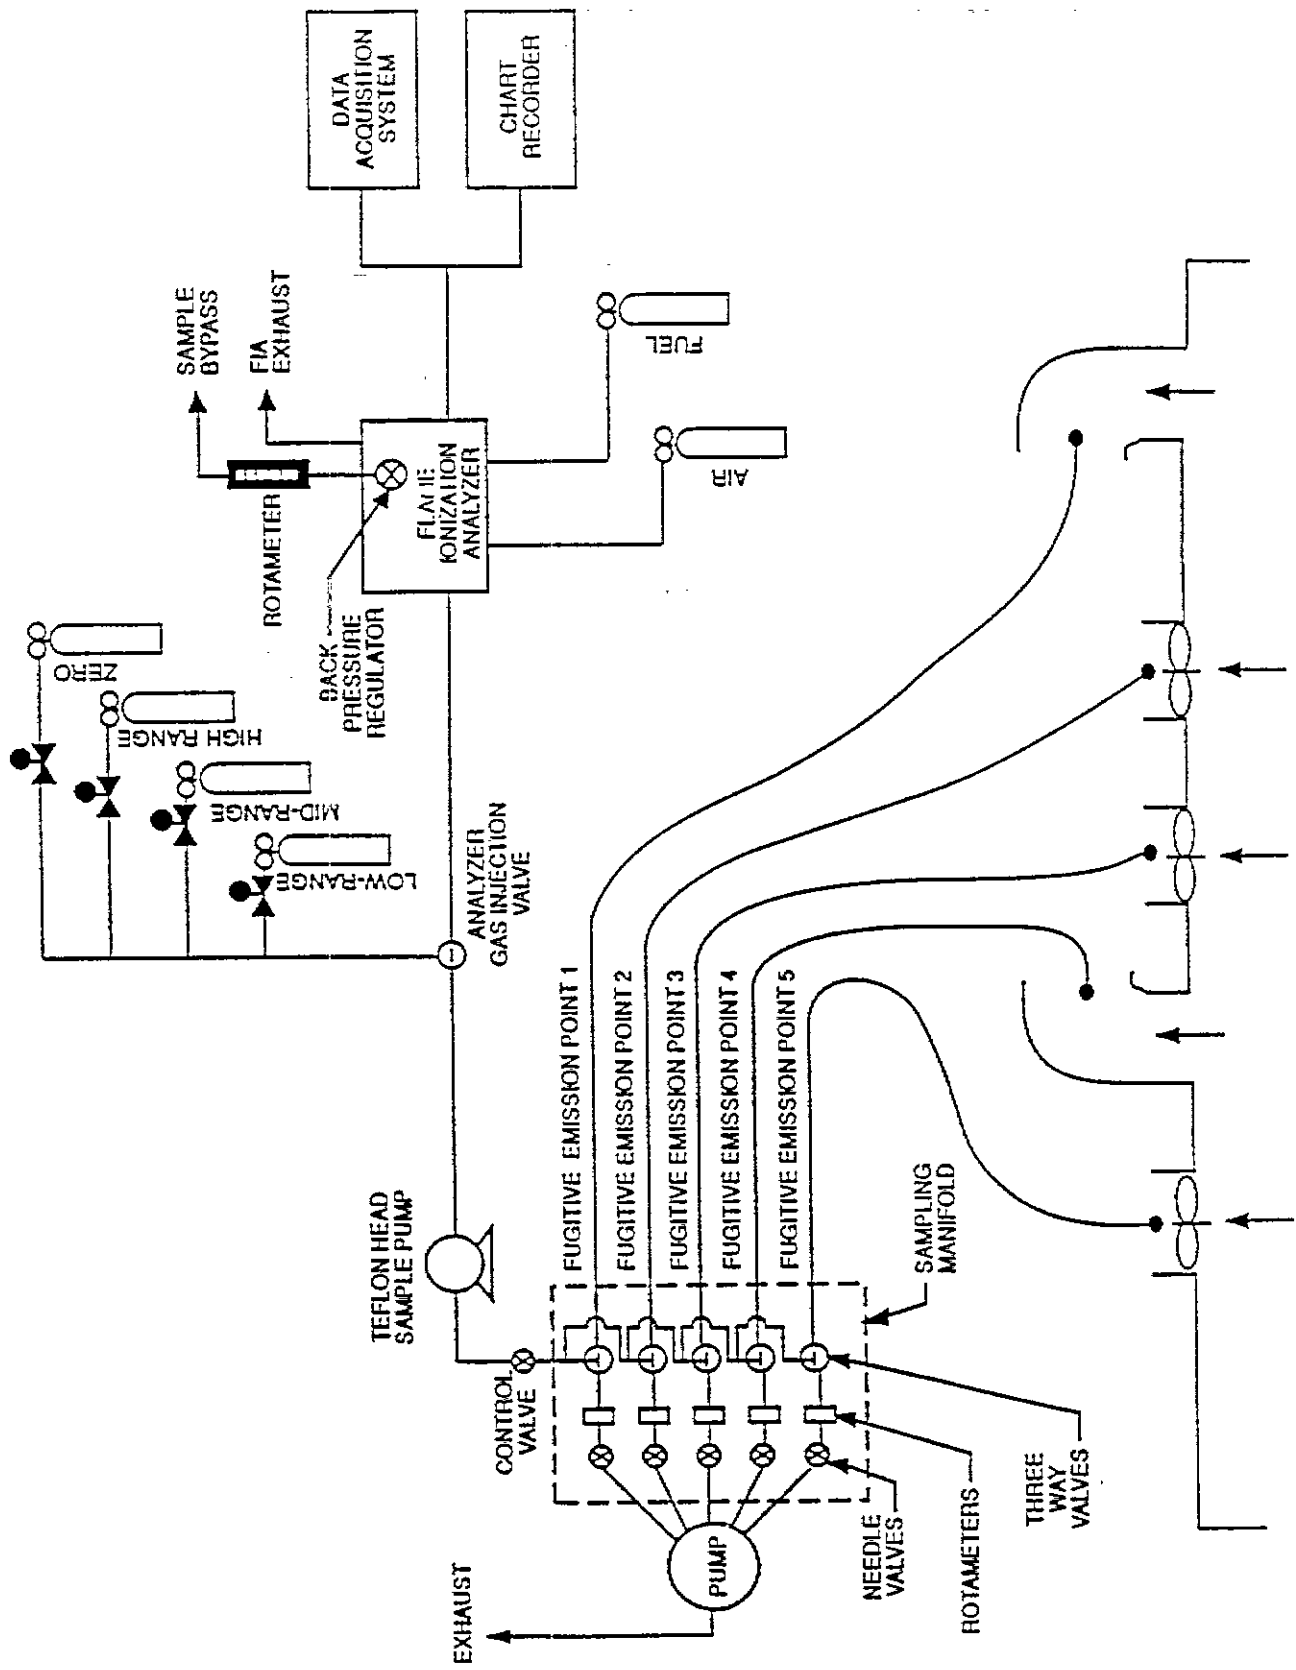 DATA
ACQUISITION
SYSTEM
CHART
RECORDER
SAMPLE
BYPASS
FIA
EXHAUST
ROTAMETER
BACK
PRESSURE
REGULATOR
FLAME
IONIZATION
ANALYZER
FUEL
AIR
ZERO
HIGH RANGE
MID-RANGE
LOW-RANGE
ANALYZER
GAS INJECTION
VALVE
TEFLON HEAD
SAMPLE PUMP
CONTROL
VALVE
FUGITIVE EMISSION POINT 1
FUGITIVE EMISSION POINT 2
FUGITIVE EMISSION POINT 3
FUGITIVE EMISSION POINT 4
FUGITIVE EMISSION POINT 5
SAMPLING
MANIFOLD
EXHAUST
PUMP
NEEDLE
VALVES
ROTAMETERS
THREE
WAY
VALVES